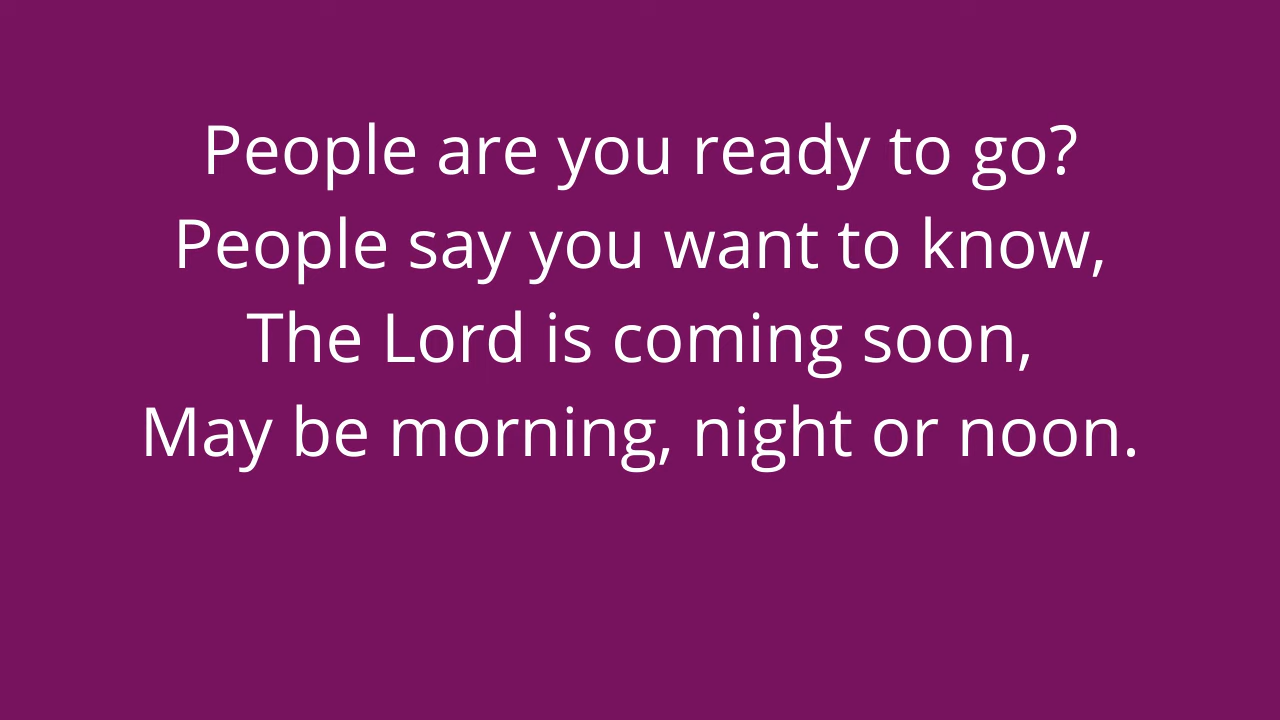 People are you ready to go?
People say you want to know,
The Lord is coming soon,
May be morning, night or noon.